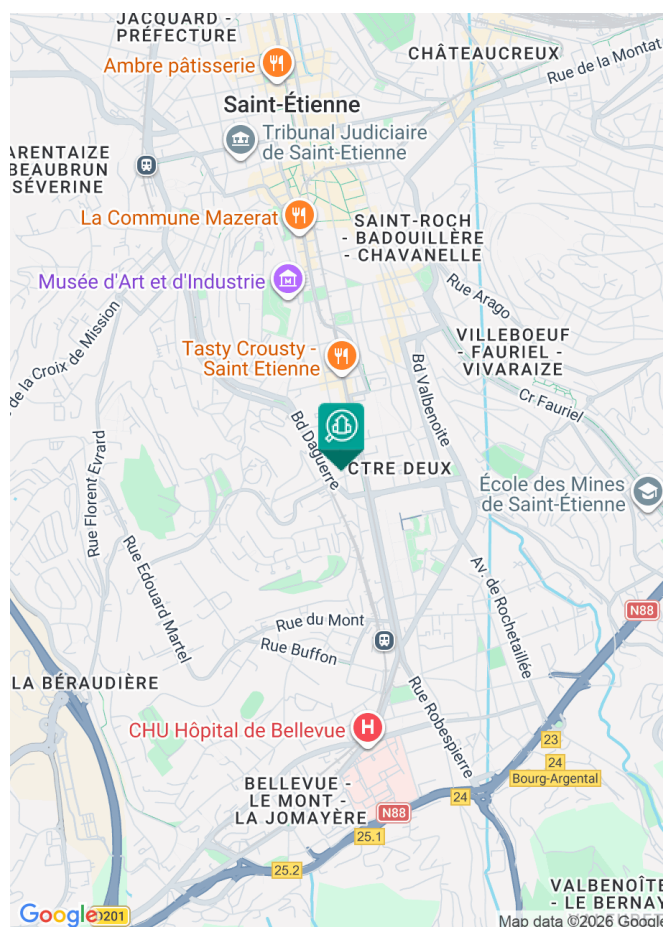 JACQUARD -
PRÉFECTURE
Ambre pâtisserie
CHÂTEAUCREUX
Rue de la Montat
Saint-Étienne
Tribunal Judiciaire
de Saint-Etienne
ARENTAIZE
BEAUBRUN
SÉVERINE
La Commune Mazerat
SAINT-ROCH
- BADOUILLÈRE
- CHAVANELLE
Musée d'Art et d'Industrie
Rue Arago
de la Croix de Mission
VILLEBOEUF
- FAURIEL -
VIVARAIZE
Tasty Crousty -
Saint Etienne
Bd Valbenoite
Cr Fauriel
Bd Daguerre
CTRE DEUX
Rue Florent Evrard
École des Mines
de Saint-Étienne
Rue Edouard Martel
Av. de Rochetaillée
N88
Rue du Mont
Rue Buffon
LA BÉRAUDIÈRE
Rue Robespierre
CHU Hôpital de Bellevue
H
23
24
Bourg-Argental
BELLEVUE -
LE MONT -
LA JOMAYÈRE
24
N88
25.1
25.2
VALBENOÎTE
- LE BERNAY
Google
D201
Map data ©2026 Google